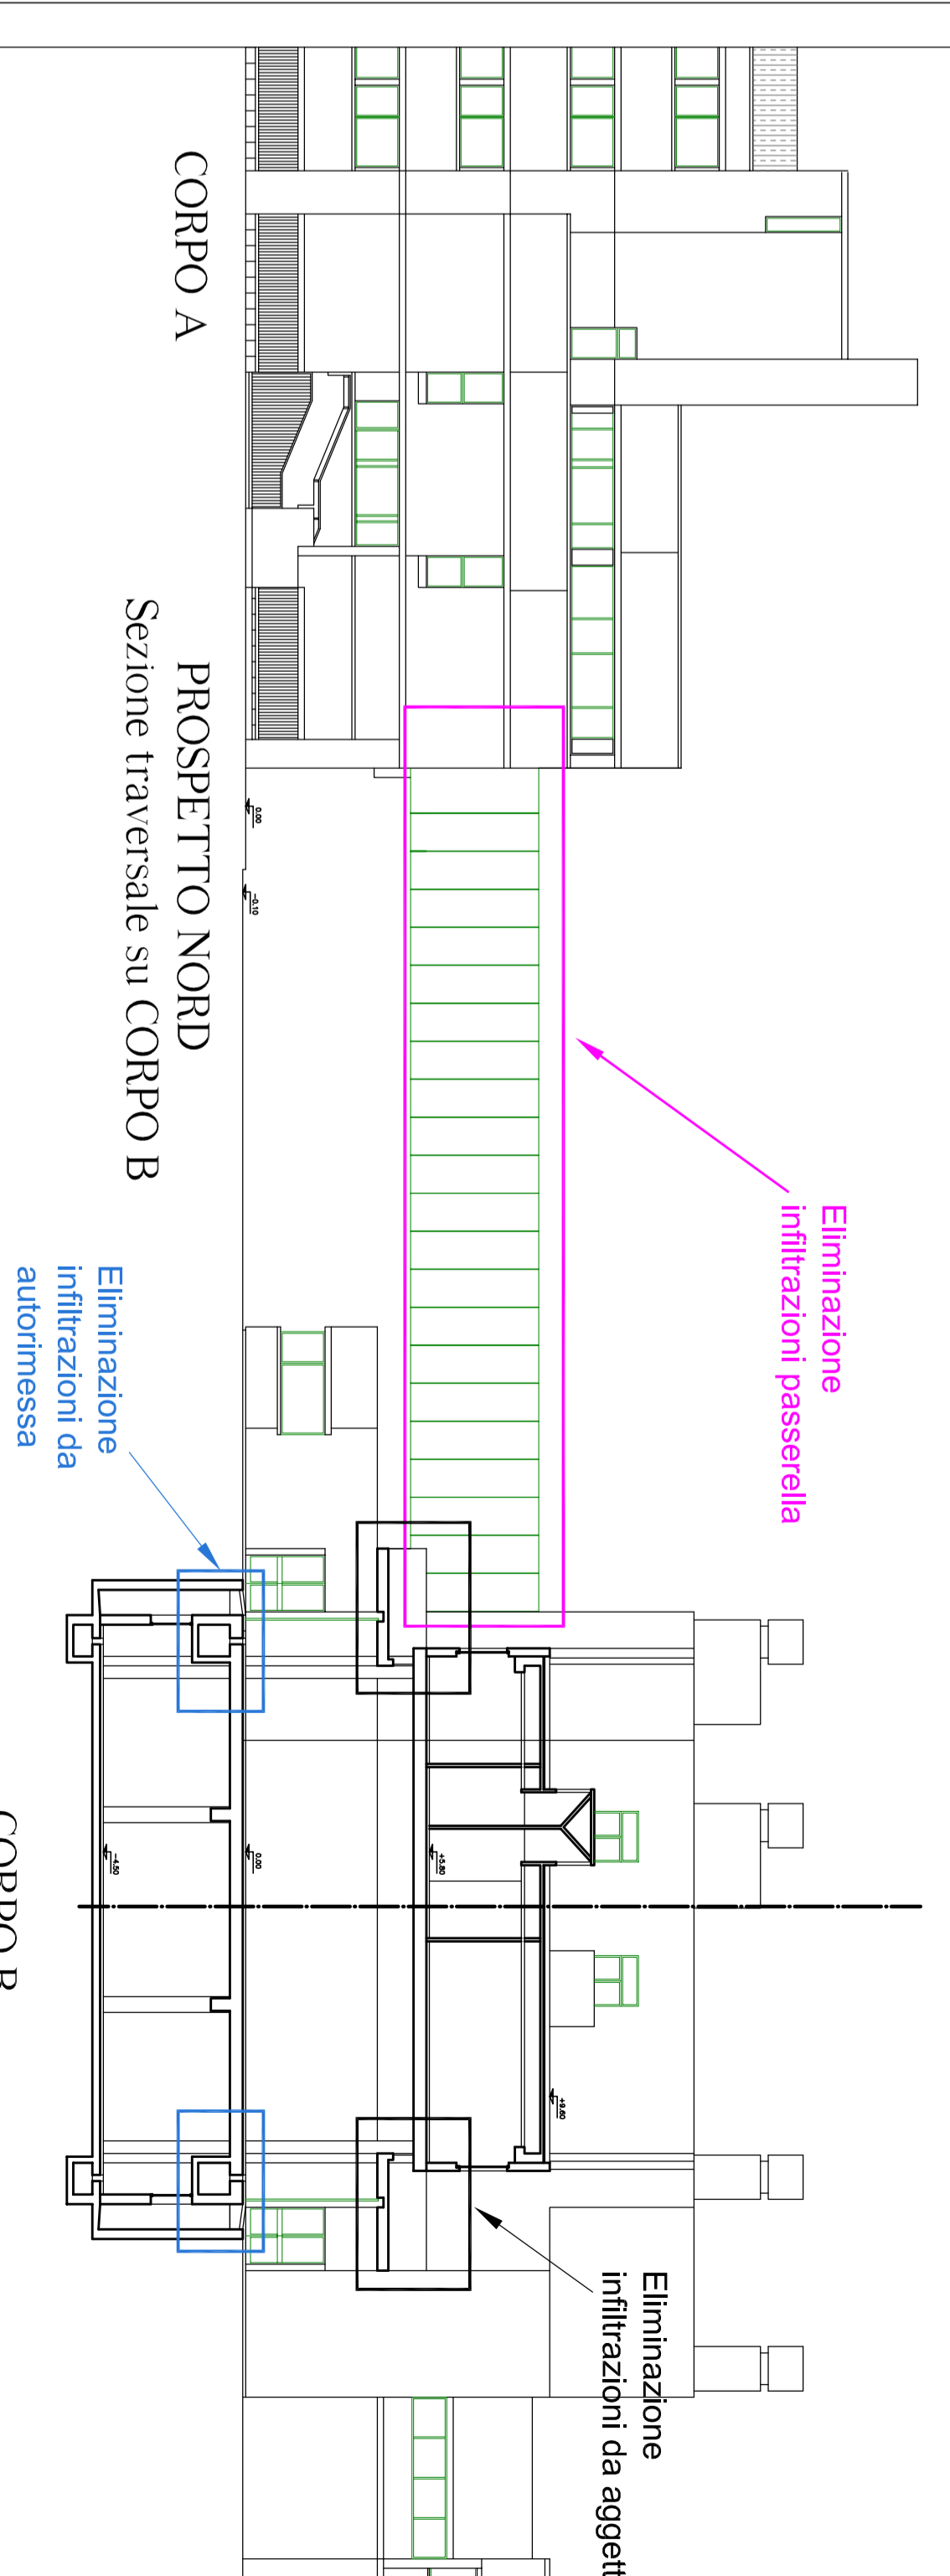 Eliminazione
infiltrazioni passerella
Eliminazione
infiltrazioni da aggett
+9.60
+5.80
0.00
-0.10
0.00
-4.50
CORPO A
PROSPETTO NORD
Sezione traversale su CORPO B
Eliminazione
infiltrazioni da
autorimessa
CORPO B